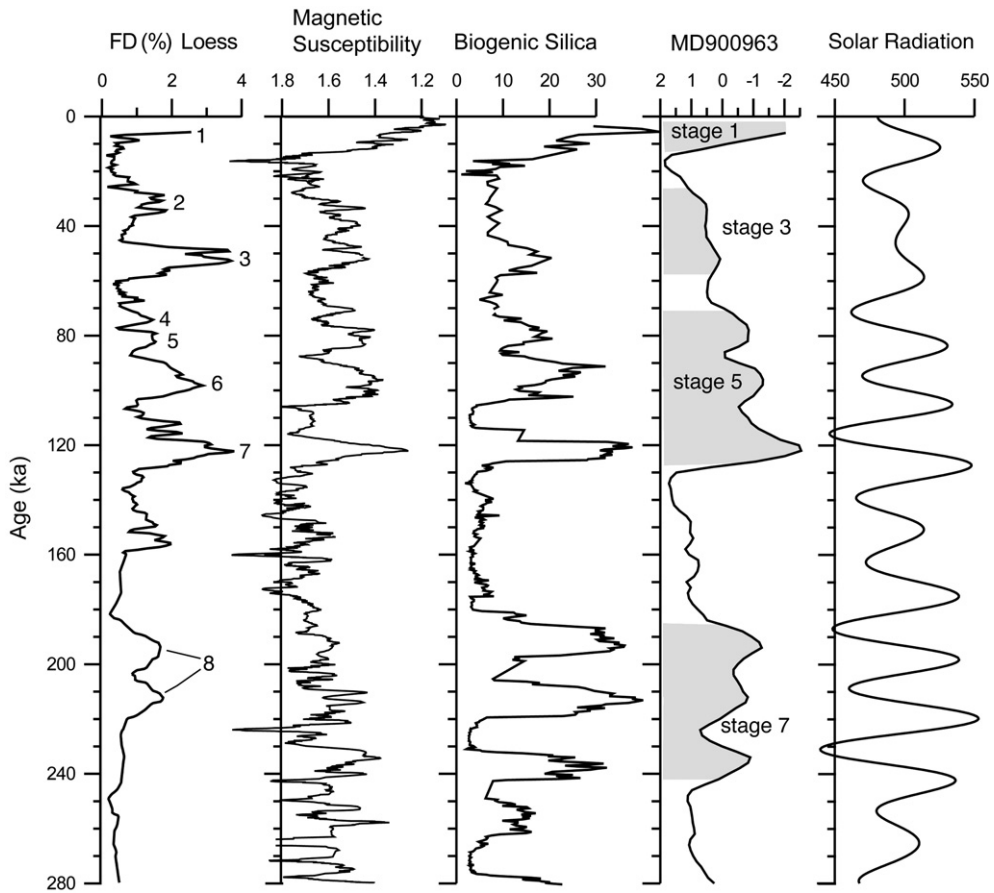 FD (%) Loess
Magnetic
Susceptibility
Biogenic Silica
MD900963
Solar Radiation
0 2 4
1.8 1.6 1.4 1.2
0 10 20 30
2 1 0 -1 -2
450 500 550
Age (ka)
0
40
80
120
160
200
240
280
1
2
3
4
5
6
7
8
stage 1
stage 3
stage 5
stage 7